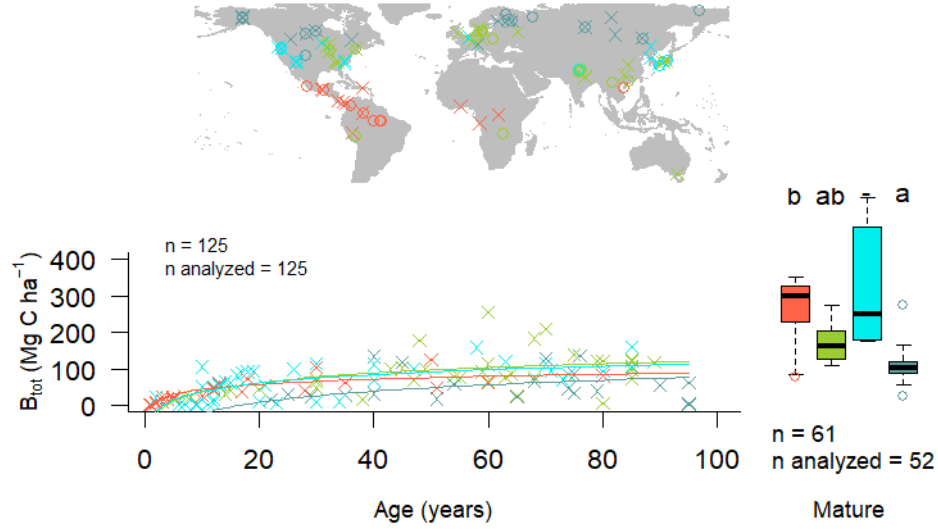 b ab - a
n = 125
n analyzed = 125
400
300
200
100
0
B_tot (Mg C ha⁻¹)
0 20 40 60 80 100
Age (years)
n = 61
n analyzed = 52
Mature